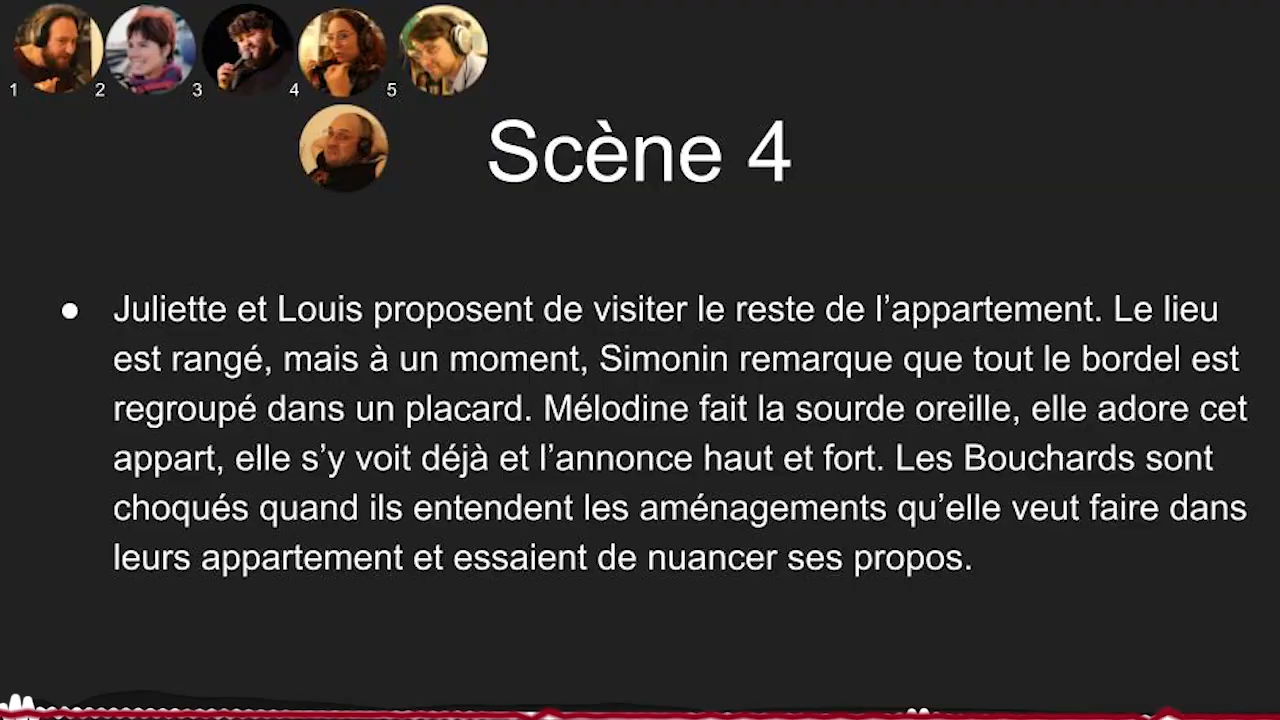 1 2 3 4 5
Scène 4
● Juliette et Louis proposent de visiter le reste de l’appartement. Le lieu
est rangé, mais à un moment, Simonin remarque que tout le bordel est
regroupé dans un placard. Mélodine fait la sourde oreille, elle adore cet
appart, elle s’y voit déjà et l’annonce haut et fort. Les Bouchards sont
choqués quand ils entendent les aménagements qu’elle veut faire dans
leurs appartement et essaient de nuancer ses propos.